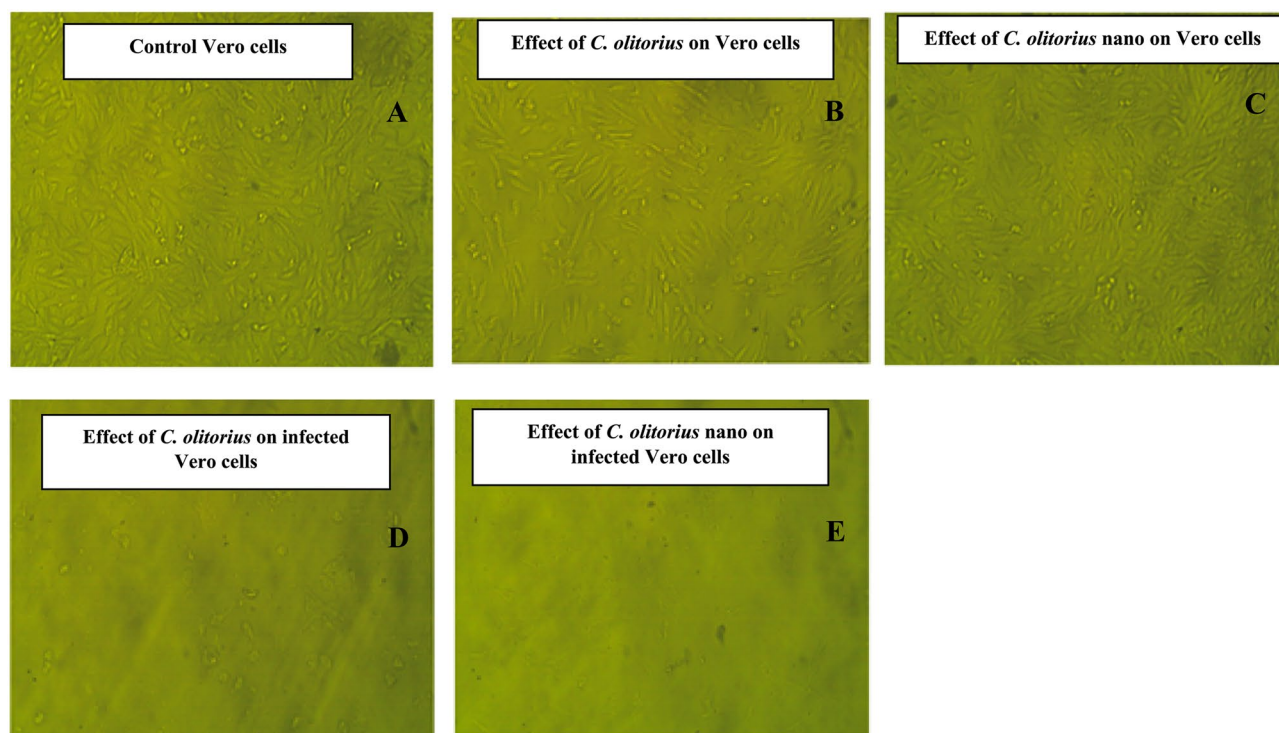 Control Vero cells
A
Effect of C. olitorius on Vero cells
B
Effect of C. olitorius nano on Vero cells
C
Effect of C. olitorius on infected
Vero cells
D
Effect of C. olitorius nano on
infected Vero cells
E